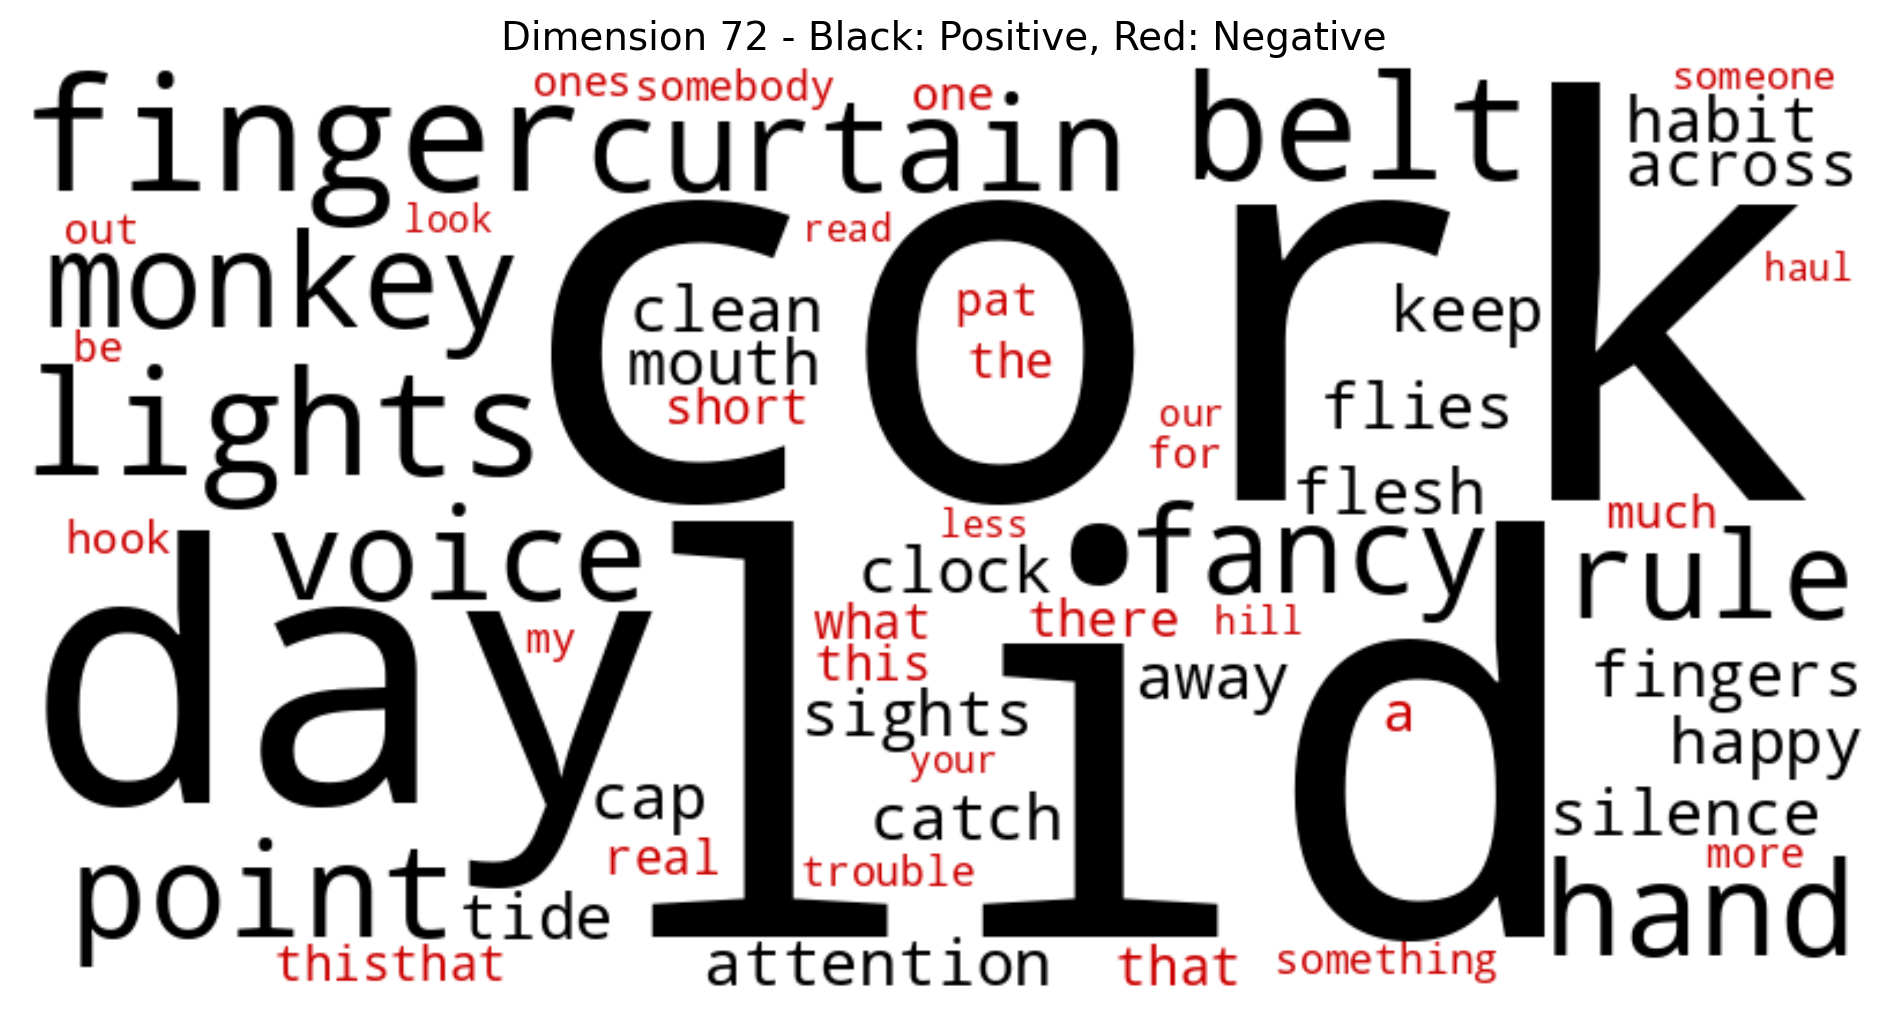 Dimension 72 - Black: Positive, Red: Negative
ones somebody one someone
finger curtain belt habit
across
out look read
monkey cork haul
clean pat keep
be mouth the
lights short our flies
for
flesh
hook voice less fancy much
clock rule
day my what there hill
this lid away fingers
sights a
your happy
cap catch silence
real trouble more
point tide hand
thisthat attention that something